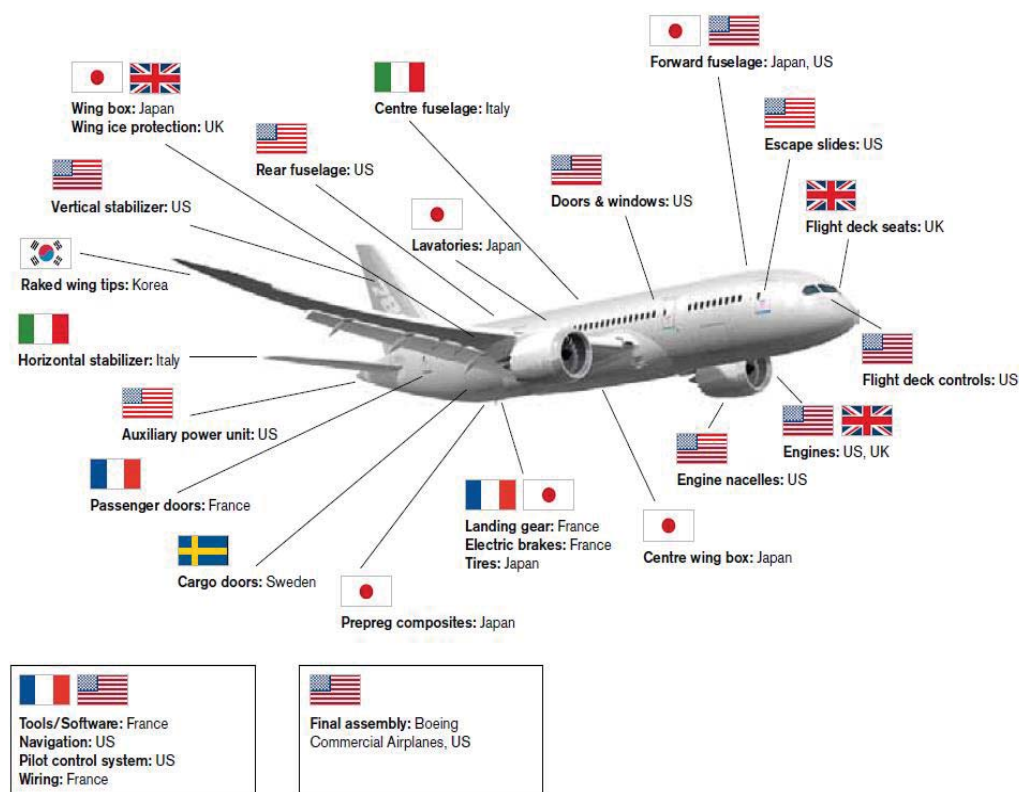 Forward fuselage: Japan, US
Wing box: Japan
Wing ice protection: UK
Centre fuselage: Italy
Escape slides: US
Rear fuselage: US
Vertical stabilizer: US
Doors & windows: US
Flight deck seats: UK
Lavatories: Japan
Raked wing tips: Korea
Horizontal stabilizer: Italy
Flight deck controls: US
Auxiliary power unit: US
Engines: US, UK
Engine nacelles: US
Passenger doors: France
Landing gear: France
Electric brakes: France
Tires: Japan
Centre wing box: Japan
Cargo doors: Sweden
Prepreg composites: Japan
Tools/Software: France
Navigation: US
Pilot control system: US
Wiring: France
Final assembly: Boeing
Commercial Airplanes, US